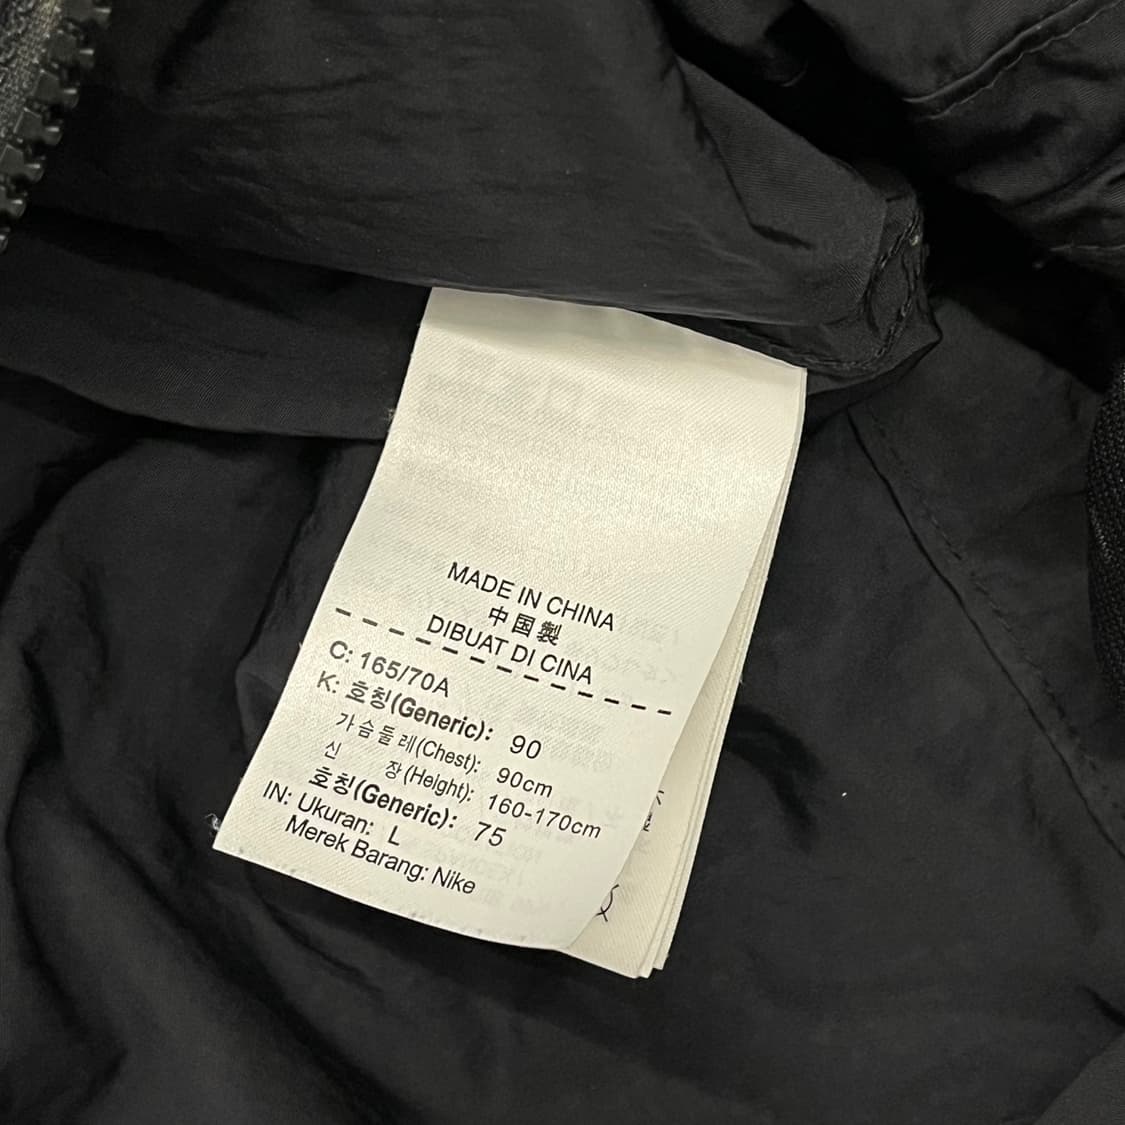 MADE IN CHINA
中国製
DIBUAT DI CINA
C: 165/70A
K: 호칭(Generic): 90
가슴둘레(Chest): 90cm
신 장(Height): 160-170cm
호칭(Generic): 75
IN: Ukuran: L
Merek Barang: Nike